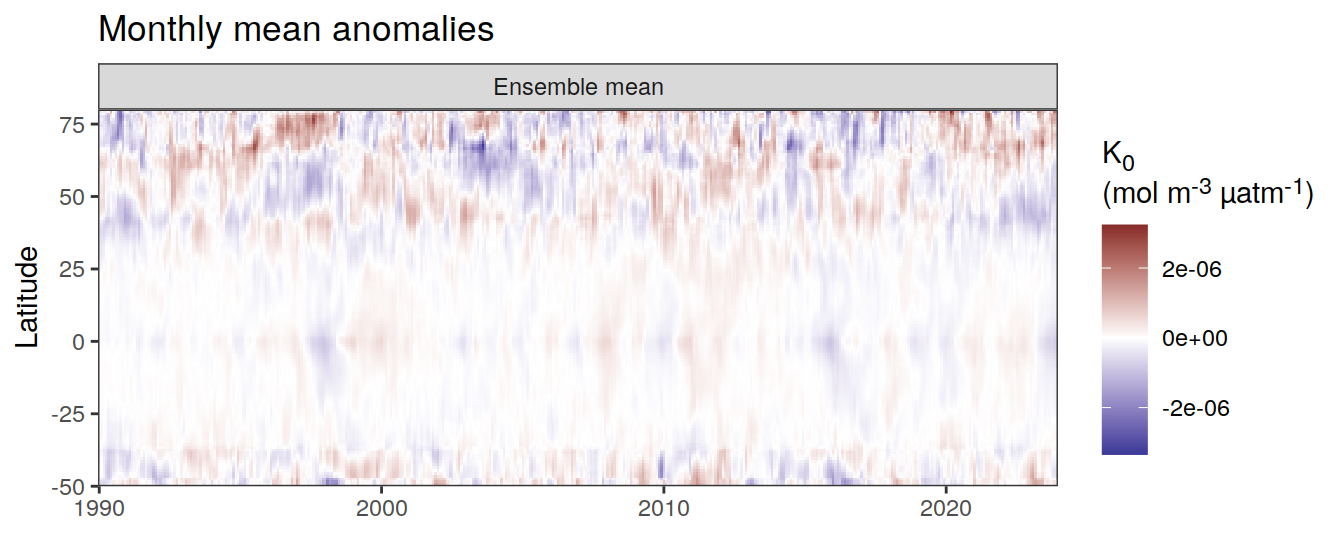 Monthly mean anomalies
Ensemble mean
75
50
25
0
-25
-50
Latitude
1990
2000
2010
2020
K₀
(mol m⁻³ µatm⁻¹)
2e-06
0e+00
-2e-06